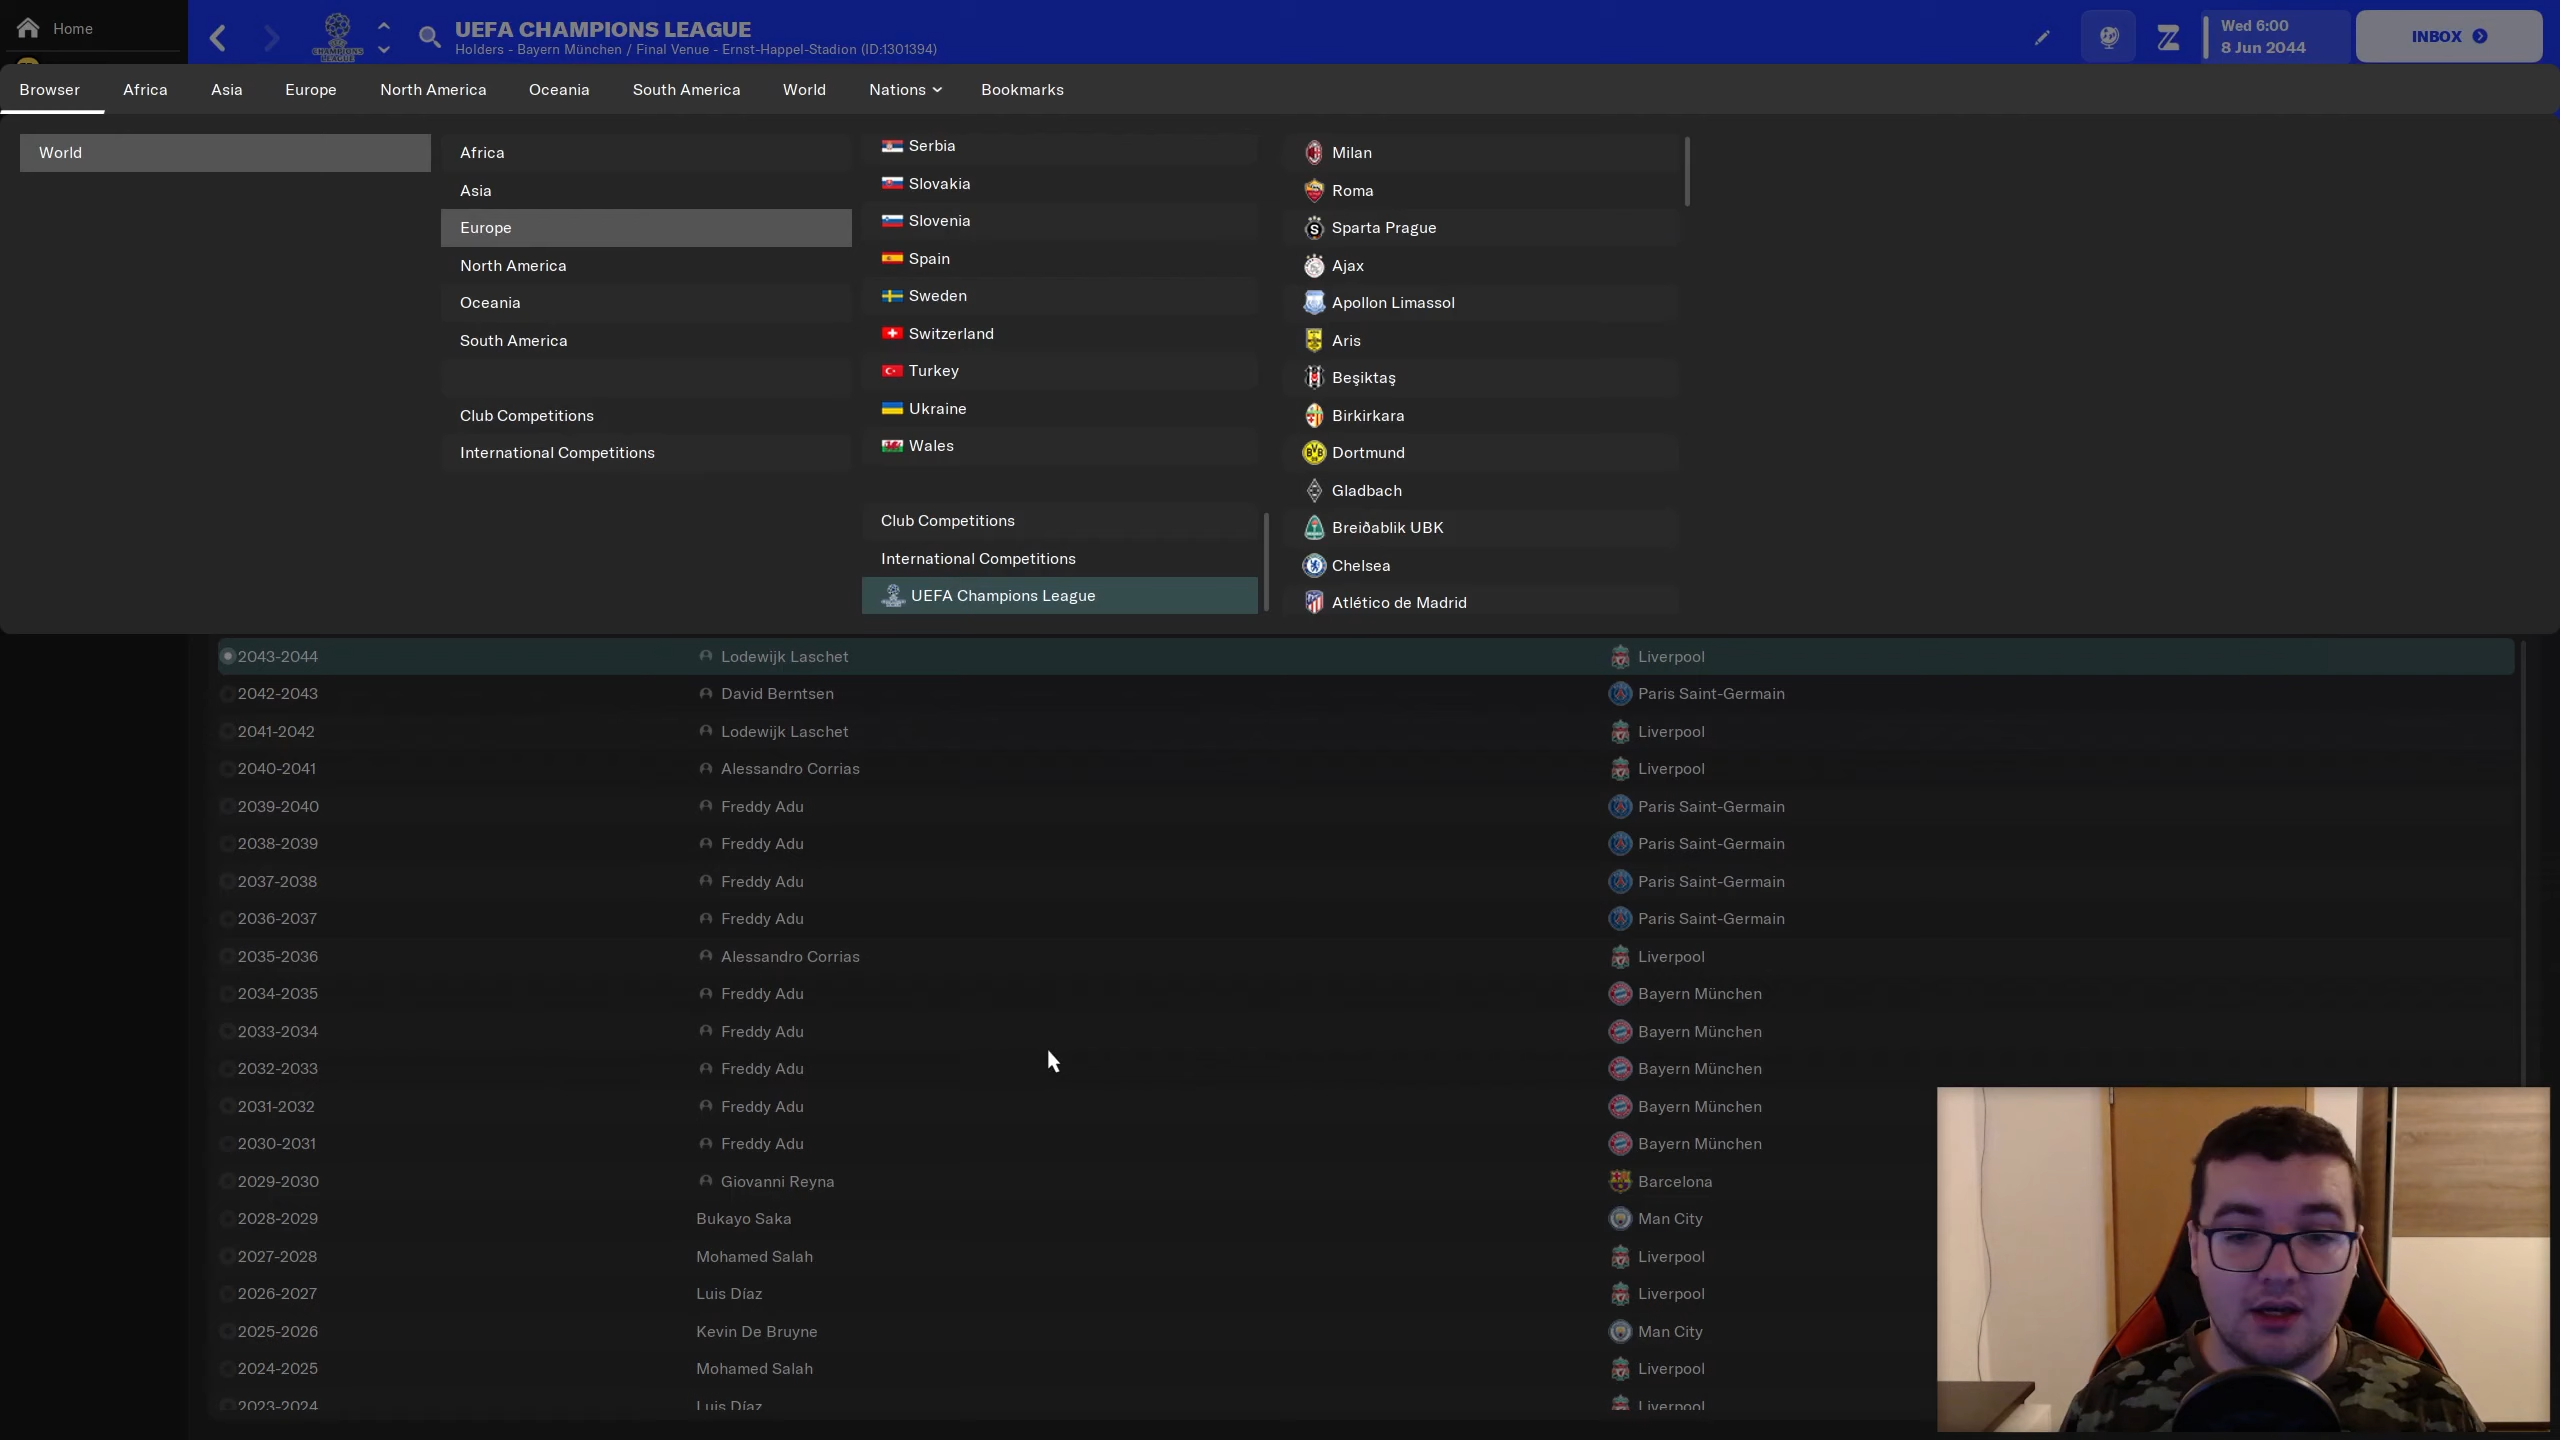 Home
UEFA CHAMPIONS LEAGUE
Holders - Bayern München / Final Venue - Ernst-Happel-Stadion (ID:1301394)
Wed 6:00
8 Jun 2044
INBOX
Browser Africa Asia Europe North America Oceania South America World Nations Bookmarks
World
Africa
Asia
Europe
North America
Oceania
South America
Club Competitions
International Competitions
Serbia
Slovakia
Slovenia
Spain
Sweden
Switzerland
Turkey
Ukraine
Wales
Club Competitions
International Competitions
UEFA Champions League
Milan
Roma
Sparta Prague
Ajax
Apollon Limassol
Aris
Beşiktaş
Birkirkara
Dortmund
Gladbach
Breiðablik UBK
Chelsea
Atlético de Madrid
2043-2044 Lodewijk Laschet Liverpool
2042-2043 David Berntsen Paris Saint-Germain
2041-2042 Lodewijk Laschet Liverpool
2040-2041 Alessandro Corrias Liverpool
2039-2040 Freddy Adu Paris Saint-Germain
2038-2039 Freddy Adu Paris Saint-Germain
2037-2038 Freddy Adu Paris Saint-Germain
2036-2037 Freddy Adu Paris Saint-Germain
2035-2036 Alessandro Corrias Liverpool
2034-2035 Freddy Adu Bayern München
2033-2034 Freddy Adu Bayern München
2032-2033 Freddy Adu Bayern München
2031-2032 Freddy Adu Bayern München
2030-2031 Freddy Adu Bayern München
2029-2030 Giovanni Reyna Barcelona
2028-2029 Bukayo Saka Man City
2027-2028 Mohamed Salah Liverpool
2026-2027 Luis Díaz Liverpool
2025-2026 Kevin De Bruyne Man City
2024-2025 Mohamed Salah Liverpool
2023-2024 Luis Díaz Liverpool